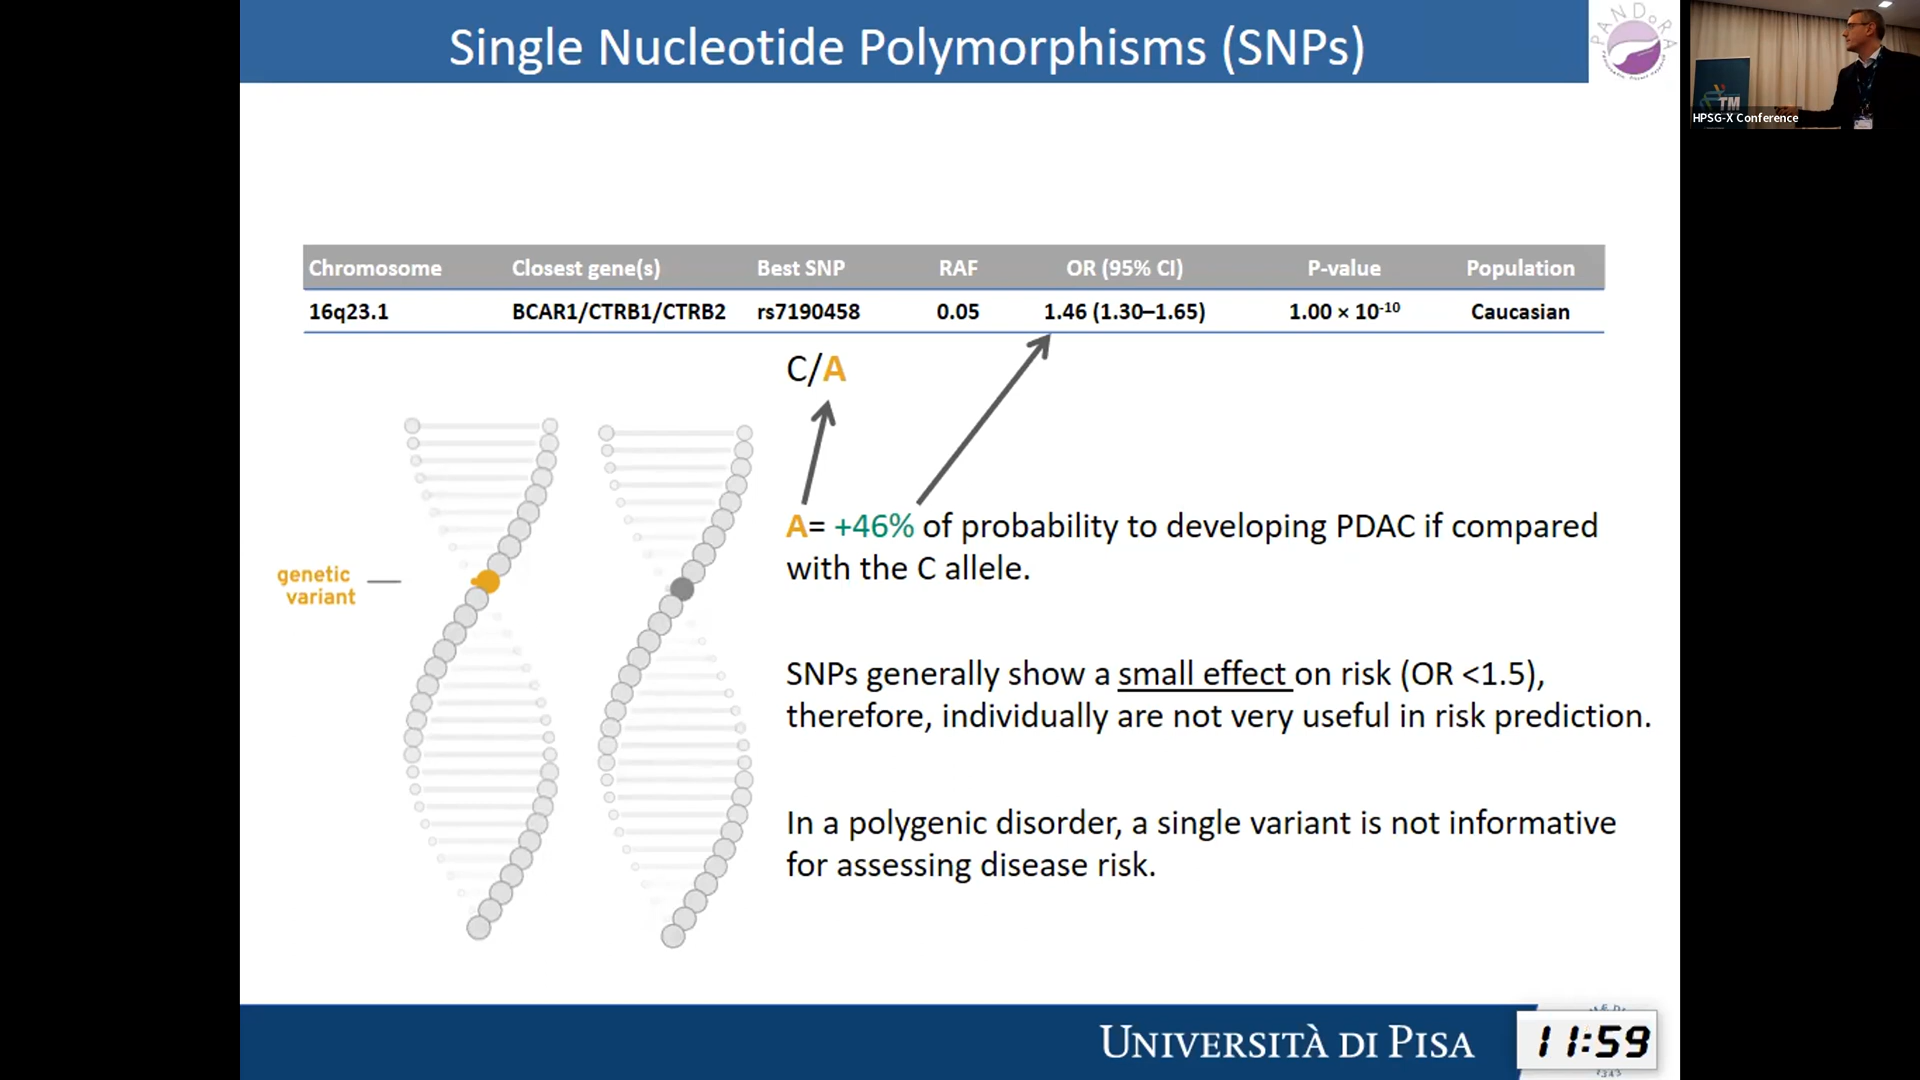 Single Nucleotide Polymorphisms (SNPs)
PANDoRA
TM
HPSG-X Conference
Chromosome Closest gene(s) Best SNP RAF OR (95% CI) P-value Population
16q23.1 BCAR1/CTRB1/CTRB2 rs7190458 0.05 1.46 (1.30–1.65) 1.00 × 10⁻¹⁰ Caucasian
C/A
genetic
variant
A= +46% of probability to developing PDAC if compared
with the C allele.
SNPs generally show a small effect on risk (OR <1.5),
therefore, individually are not very useful in risk prediction.
In a polygenic disorder, a single variant is not informative
for assessing disease risk.
UNIVERSITÀ DI PISA
11:59
1343